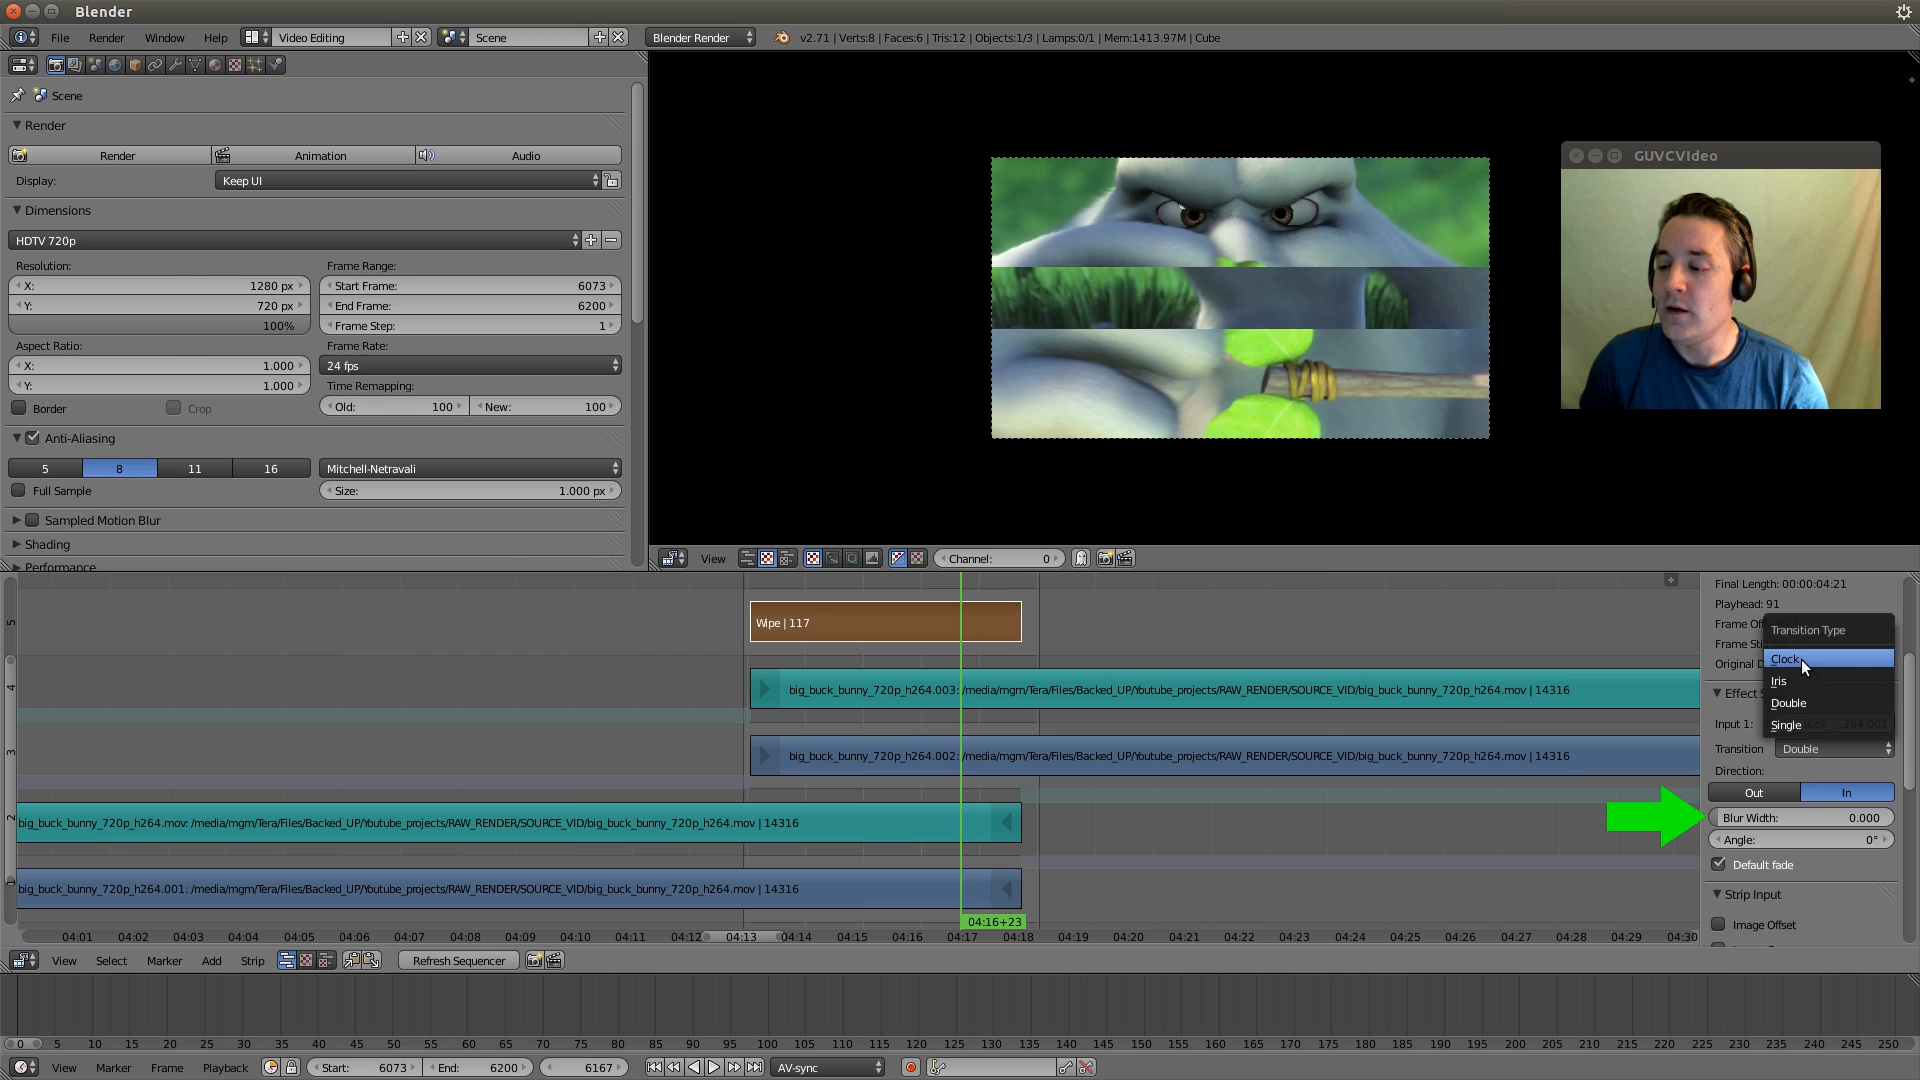 Blender
File Render Window Help Video Editing Scene Blender Render v2.71 | Verts:8 | Faces:6 | Tris:12 | Objects:1/3 | Lamps:0/1 | Mem:1413.97M | Cube
Scene
Render
Render Animation Audio
Display: Keep UI
Dimensions
HDTV 720p
Resolution: Frame Range:
X: 1280 px Start Frame: 6073
Y: 720 px End Frame: 6200
100% Frame Step: 1
Aspect Ratio: Frame Rate:
X: 1.000 24 fps
Y: 1.000 Time Remapping:
Border Crop Old: 100 New: 100
Anti-Aliasing
5 8 11 16 Mitchell-Netravali
Full Sample Size: 1.000 px
Sampled Motion Blur
Shading
Performance
GUVCVIdeo
View Channel: 0
5
Wipe | 117
4
big_buck_bunny_720p_h264.003: /media/mgm/Tera/Files/Backed_UP/Youtube_projects/RAW_RENDER/SOURCE_VID/big_buck_bunny_720p_h264.mov | 14316
3
big_buck_bunny_720p_h264.002: /media/mgm/Tera/Files/Backed_UP/Youtube_projects/RAW_RENDER/SOURCE_VID/big_buck_bunny_720p_h264.mov | 14316
2
big_buck_bunny_720p_h264.mov: /media/mgm/Tera/Files/Backed_UP/Youtube_projects/RAW_RENDER/SOURCE_VID/big_buck_bunny_720p_h264.mov | 14316
1
big_buck_bunny_720p_h264.001: /media/mgm/Tera/Files/Backed_UP/Youtube_projects/RAW_RENDER/SOURCE_VID/big_buck_bunny_720p_h264.mov | 14316
04:16+23
04:01 04:02 04:03 04:04 04:05 04:06 04:07 04:08 04:09 04:10 04:11 04:12 04:13 04:14 04:15 04:16 04:17 04:18 04:19 04:20 04:21 04:22 04:23 04:24 04:25 04:26 04:27 04:28 04:29 04:30
Final Length: 00:00:04:21
Playhead: 91
Frame Of
Frame Sti
Original D
Transition Type
Clock
Iris
Double
Single
Effect S
Input 1: 264.001
Transition Double
Direction:
Out In
Blur Width: 0.000
Angle: 0°
Default fade
Strip Input
Image Offset
View Select Marker Add Strip Refresh Sequencer
0 5 10 15 20 25 30 35 40 45 50 55 60 65 70 75 80 85 90 95 100 105 110 115 120 125 130 135 140 145 150 155 160 165 170 175 180 185 190 195 200 205 210 215 220 225 230 235 240 245 250
View Marker Frame Playback Start: 6073 End: 6200 6167 AV-sync